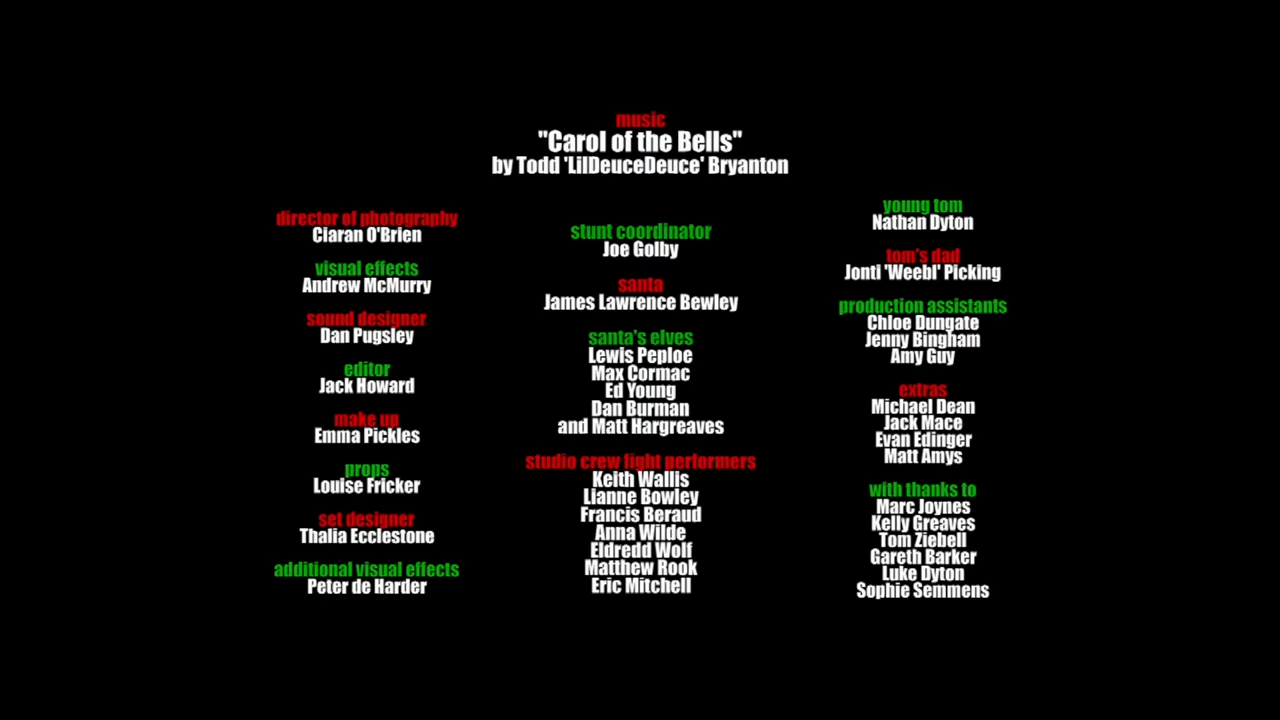 music
"Carol of the Bells"
by Todd 'LilDeuceDeuce' Bryanton
director of photography
Ciaran O'Brien
visual effects
Andrew McMurry
sound designer
Dan Pugsley
editor
Jack Howard
make up
Emma Pickles
props
Louise Fricker
set designer
Thalia Ecclestone
additional visual effects
Peter de Harder
stunt coordinator
Joe Golby
santa
James Lawrence Bewley
santa's elves
Lewis Peploe
Max Cormac
Ed Young
Dan Burman
and Matt Hargreaves
studio crew fight performers
Keith Wallis
Lianne Bowley
Francis Beraud
Anna Wilde
Eldredd Wolf
Matthew Rook
Eric Mitchell
young tom
Nathan Dyton
tom's dad
Jonti 'Weebl' Picking
production assistants
Chloe Dungate
Jenny Bingham
Amy Guy
extras
Michael Dean
Jack Mace
Evan Edinger
Matt Amys
with thanks to
Marc Joynes
Kelly Greaves
Tom Ziebell
Gareth Barker
Luke Dyton
Sophie Semmens